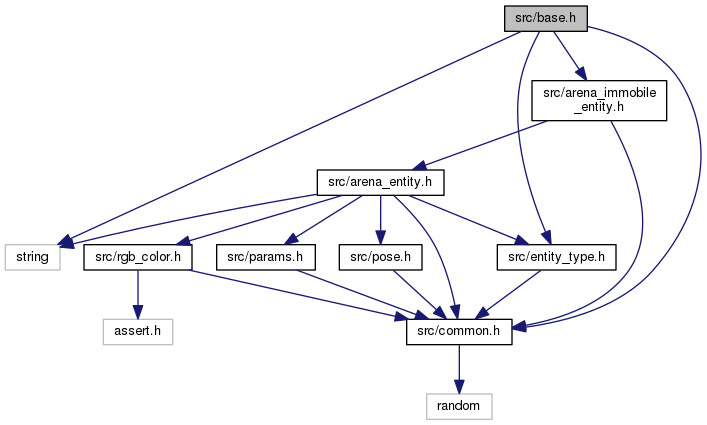 src/base.h
src/arena_immobile
_entity.h
src/arena_entity.h
string
src/rgb_color.h
src/params.h
src/pose.h
src/entity_type.h
assert.h
src/common.h
random